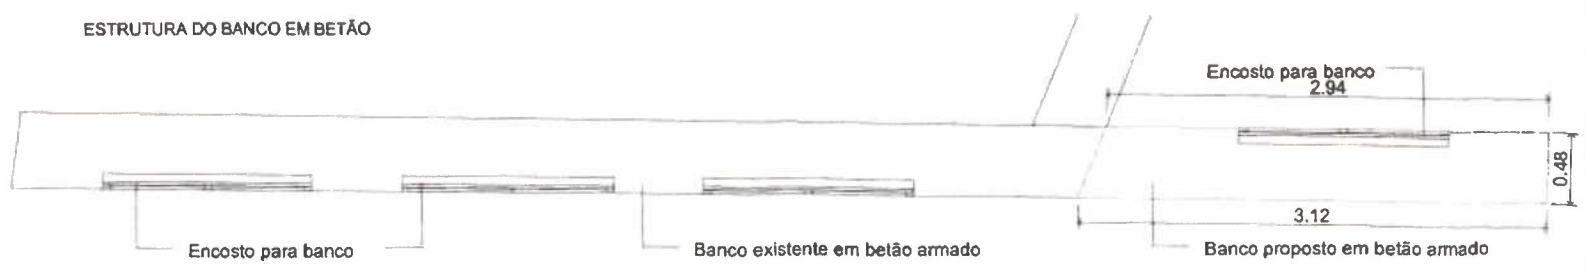 ESTRUTURA DO BANCO EM BETÃO
Encosto para banco
2.94
0.48
3.12
Encosto para banco
Banco existente em betão armado
Banco proposto em betão armado